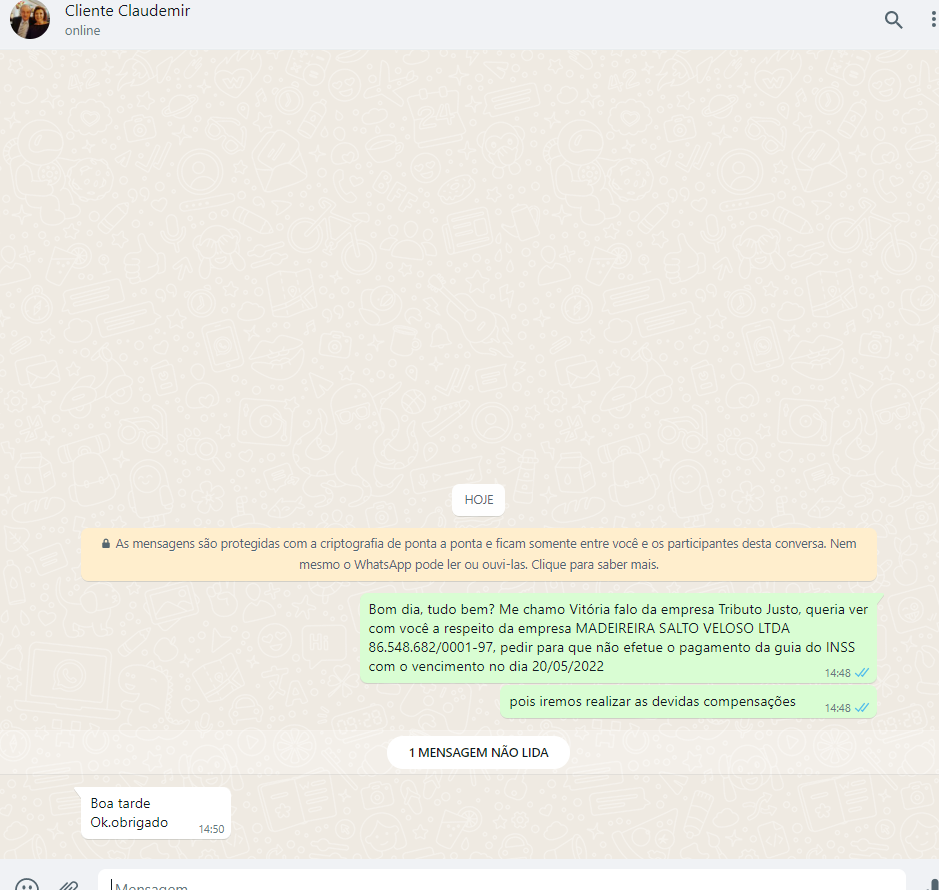 Cliente Claudemir
online
HOJE
As mensagens são protegidas com a criptografia de ponta a ponta e ficam somente entre você e os participantes desta conversa. Nem
mesmo o WhatsApp pode ler ou ouvi-las. Clique para saber mais.
Bom dia, tudo bem? Me chamo Vitória falo da empresa Tributo Justo, queria ver
com você a respeito da empresa MADEIREIRA SALTO VELOSO LTDA
86.548.682/0001-97, pedir para que não efetue o pagamento da guia do INSS
com o vencimento no dia 20/05/2022
14:48
pois iremos realizar as devidas compensações
14:48
1 MENSAGEM NÃO LIDA
Boa tarde
Ok.obrigado
14:50
Mensagem